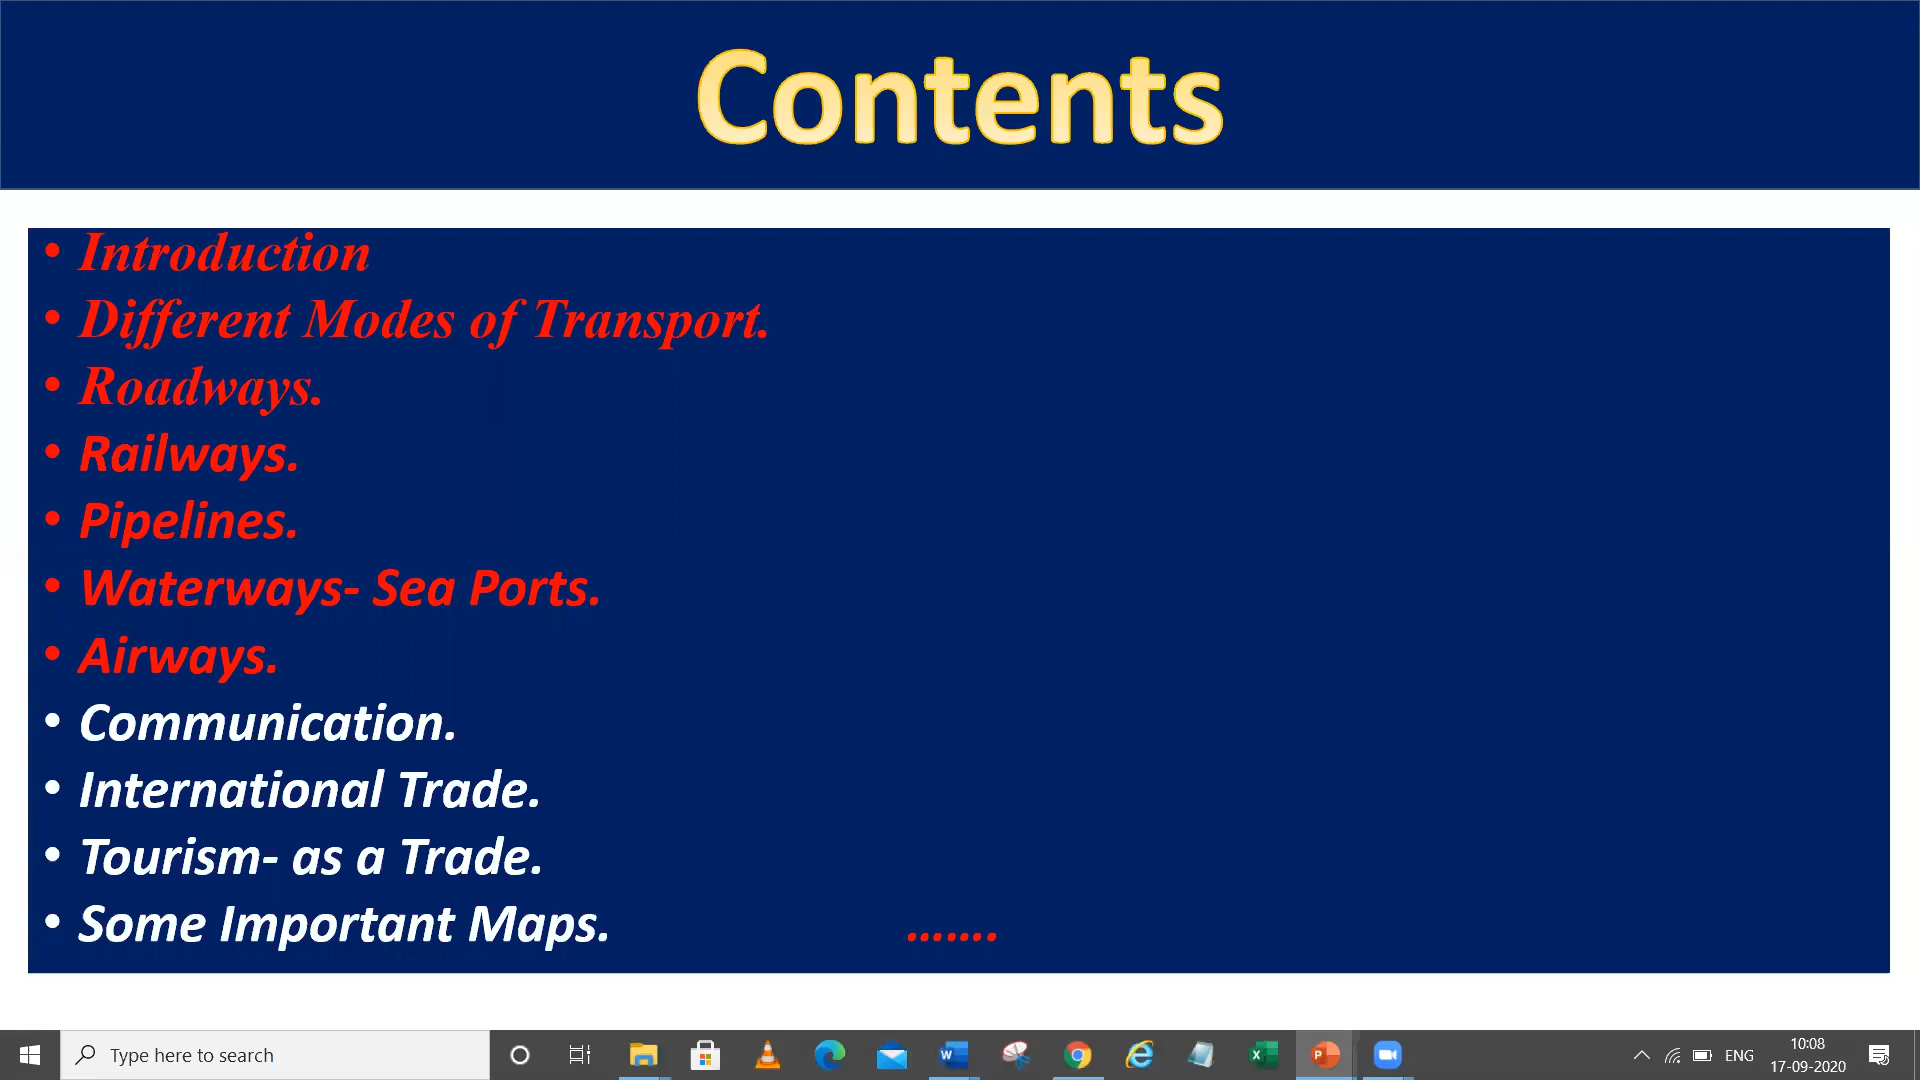 Contents
• Introduction
• Different Modes of Transport.
• Roadways.
• Railways.
• Pipelines.
• Waterways- Sea Ports.
• Airways.
• Communication.
• International Trade.
• Tourism- as a Trade.
• Some Important Maps. .......
Type here to search
ENG
10:08
17-09-2020